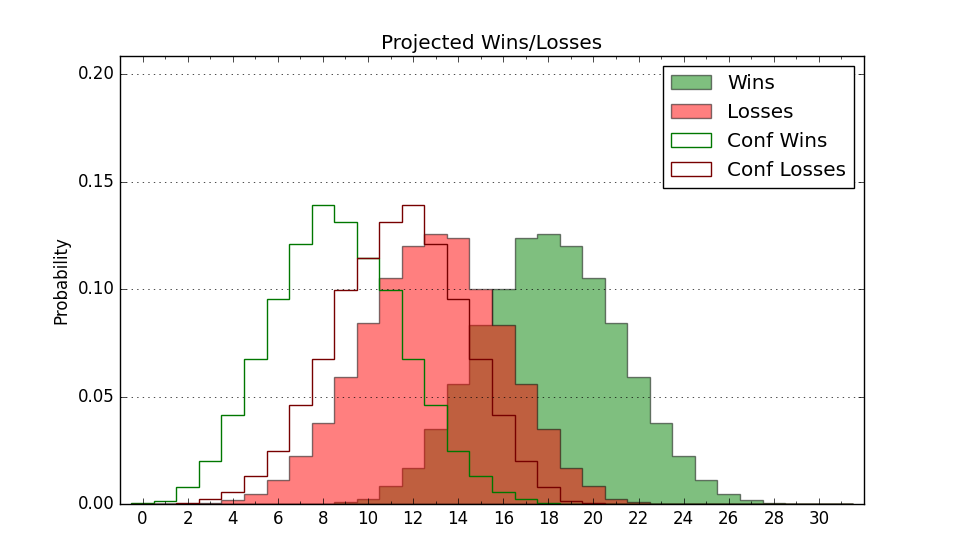 Projected Wins/Losses
Probability
0.20
0.15
0.10
0.05
0.00
Wins
Losses
Conf Wins
Conf Losses
0 2 4 6 8 10 12 14 16 18 20 22 24 26 28 30